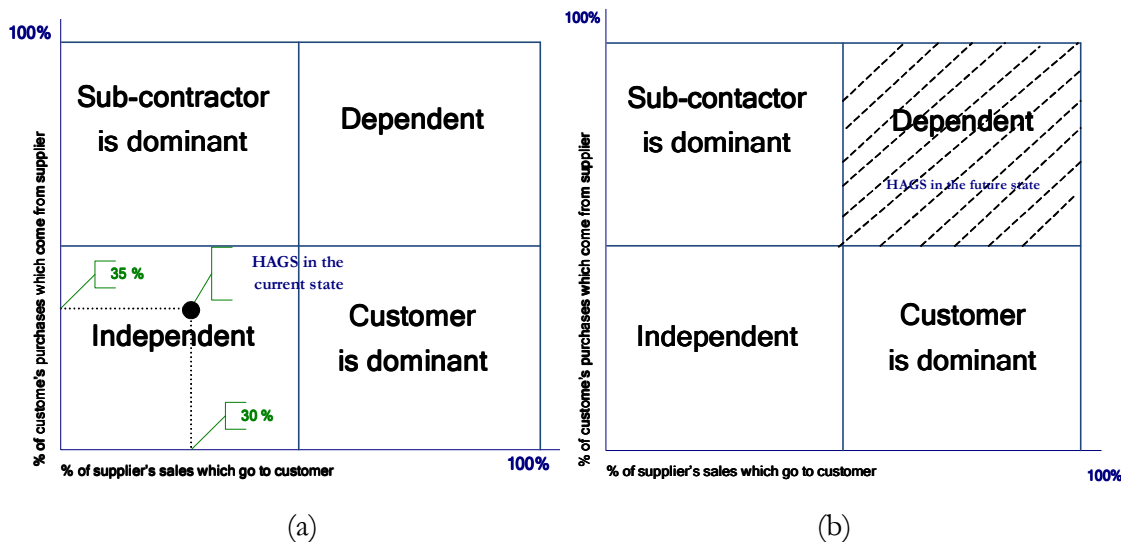 100%
Sub-contractor
is dominant
Dependent
% of custome's purchases which come from supplier
35 %
HAGS in the
current state
Independent
Customer
is dominant
30 %
% of supplier's sales which go to customer
100%
(a)
100%
Sub-contactor
is dominant
Dependent
HAGS in the future state
% of customer's purchases which come from supplier
Independent
Customer
is dominant
% of supplier's sales which go to customer
100%
(b)